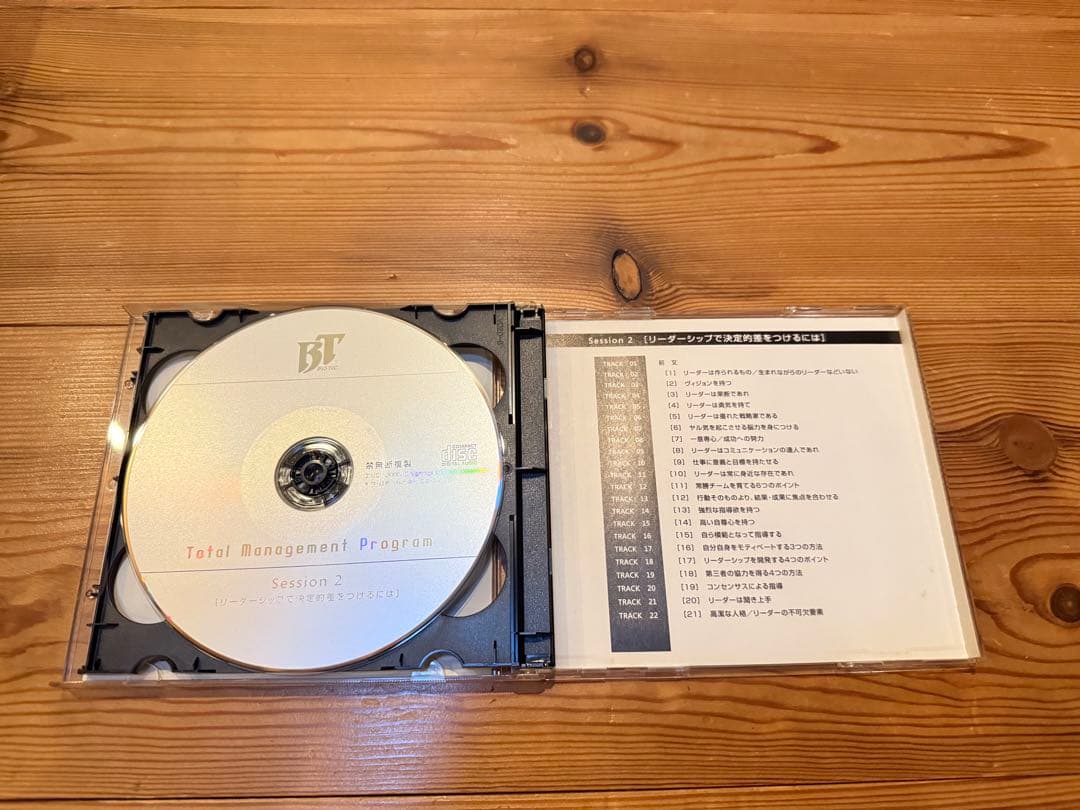 BT
禁無断複製
COMPACT
disc
DIGITAL AUDIO
Total Management Program
Session 2
[リーダーシップで決定的差をつけるには]
Session 2 [リーダーシップで決定的差をつけるには]
TRACK 01 前 文
TRACK 02 [1] リーダーは作られるもの／生まれながらのリーダーなどいない
TRACK 03 [2] ヴィジョンを持つ
TRACK 04 [3] リーダーは果断であれ
TRACK 05 [4] リーダーは勇気を持て
TRACK 06 [5] リーダーは優れた戦略家である
TRACK 07 [6] ヤル気を起こさせる能力を身につける
TRACK 08 [7] 一意専心／成功への努力
TRACK 09 [8] リーダーはコミュニケーションの達人であれ
TRACK 10 [9] 仕事に意義と目標を持たせる
TRACK 11 [10] リーダーは常に身近な存在であれ
TRACK 12 [11] 常勝チームを育てる6つのポイント
TRACK 13 [12] 行動そのものより、結果・成果に焦点を合わせる
TRACK 14 [13] 強烈な指導欲を持つ
TRACK 15 [14] 高い自尊心を持つ
TRACK 16 [15] 自ら模範となって指導する
TRACK 17 [16] 自分自身をモティベートする3つの方法
TRACK 18 [17] リーダーシップを開発する4つのポイント
TRACK 19 [18] 第三者の協力を得る4つの方法
TRACK 20 [19] コンセンサスによる指導
TRACK 21 [20] リーダーは聞き上手
TRACK 22 [21] 高潔な人格／リーダーの不可欠要素